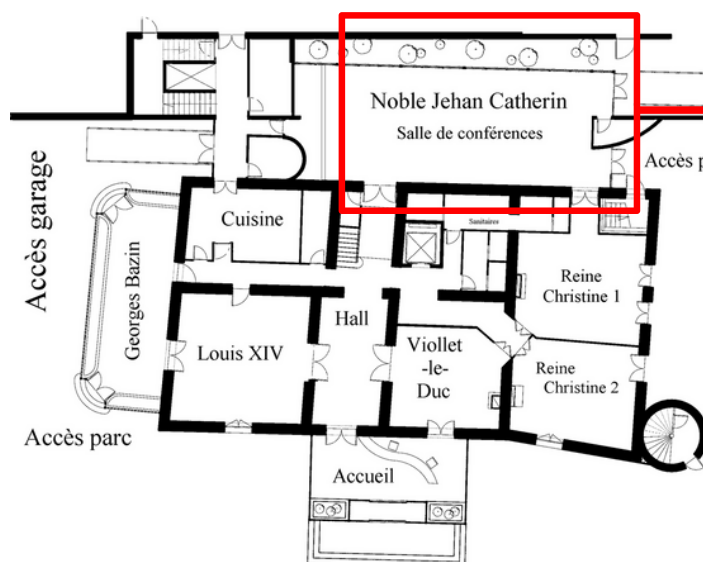 Noble Jehan Catherin
Salle de conférences
Accès p
Accès garage
Cuisine
Sanitaires
Georges Bazin
Reine
Christine 1
Louis XIV
Hall
Viollet
-le-
Duc
Reine
Christine 2
Accès parc
Accueil